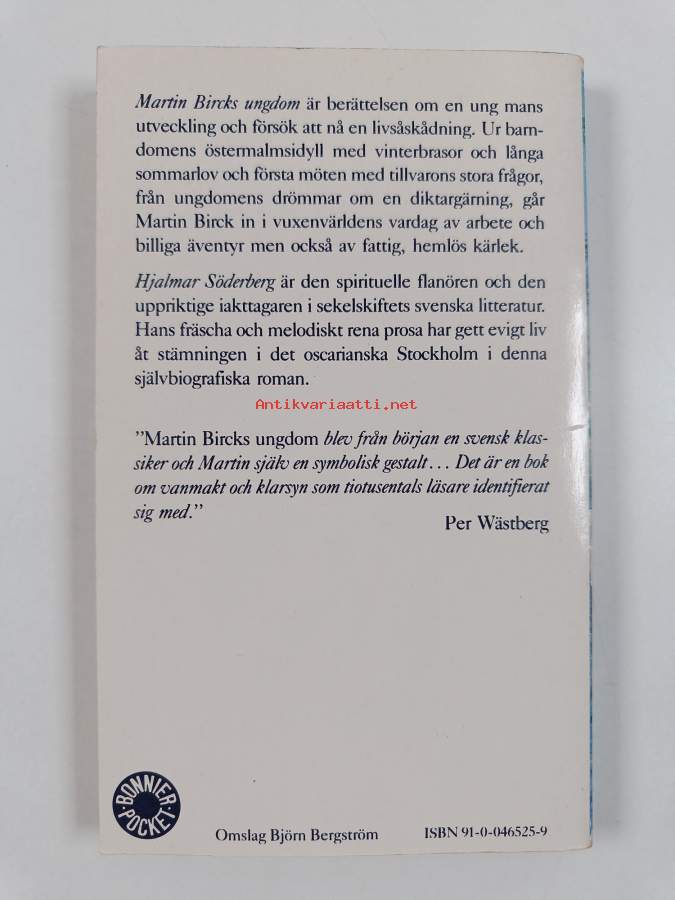 Martin Bircks ungdom är berättelsen om en ung mans
utveckling och försök att nå en livsåskådning. Ur barn-
domens östermalmsidyll med vinterbrasor och långa
sommarlov och första möten med tillvarons stora frågor,
från ungdomens drömmar om en diktargärning, går
Martin Birck in i vuxenvärldens vardag av arbete och
billiga äventyr men också av fattig, hemlös kärlek.
Hjalmar Söderberg är den spirituelle flanören och den
uppriktige iakttagaren i sekelskiftets svenska litteratur.
Hans fräscha och melodiskt rena prosa har gett evigt liv
åt stämningen i det oscarianska Stockholm i denna
självbiografiska roman.
Antikvariaatti.net
”Martin Bircks ungdom blev från början en svensk klas-
siker och Martin själv en symbolisk gestalt... Det är en bok
om vanmakt och klarsyn som tiotusentals läsare identifierat
sig med.”
Per Wästberg
BONNIER
POCKET
Omslag Björn Bergström
ISBN 91-0-046525-9